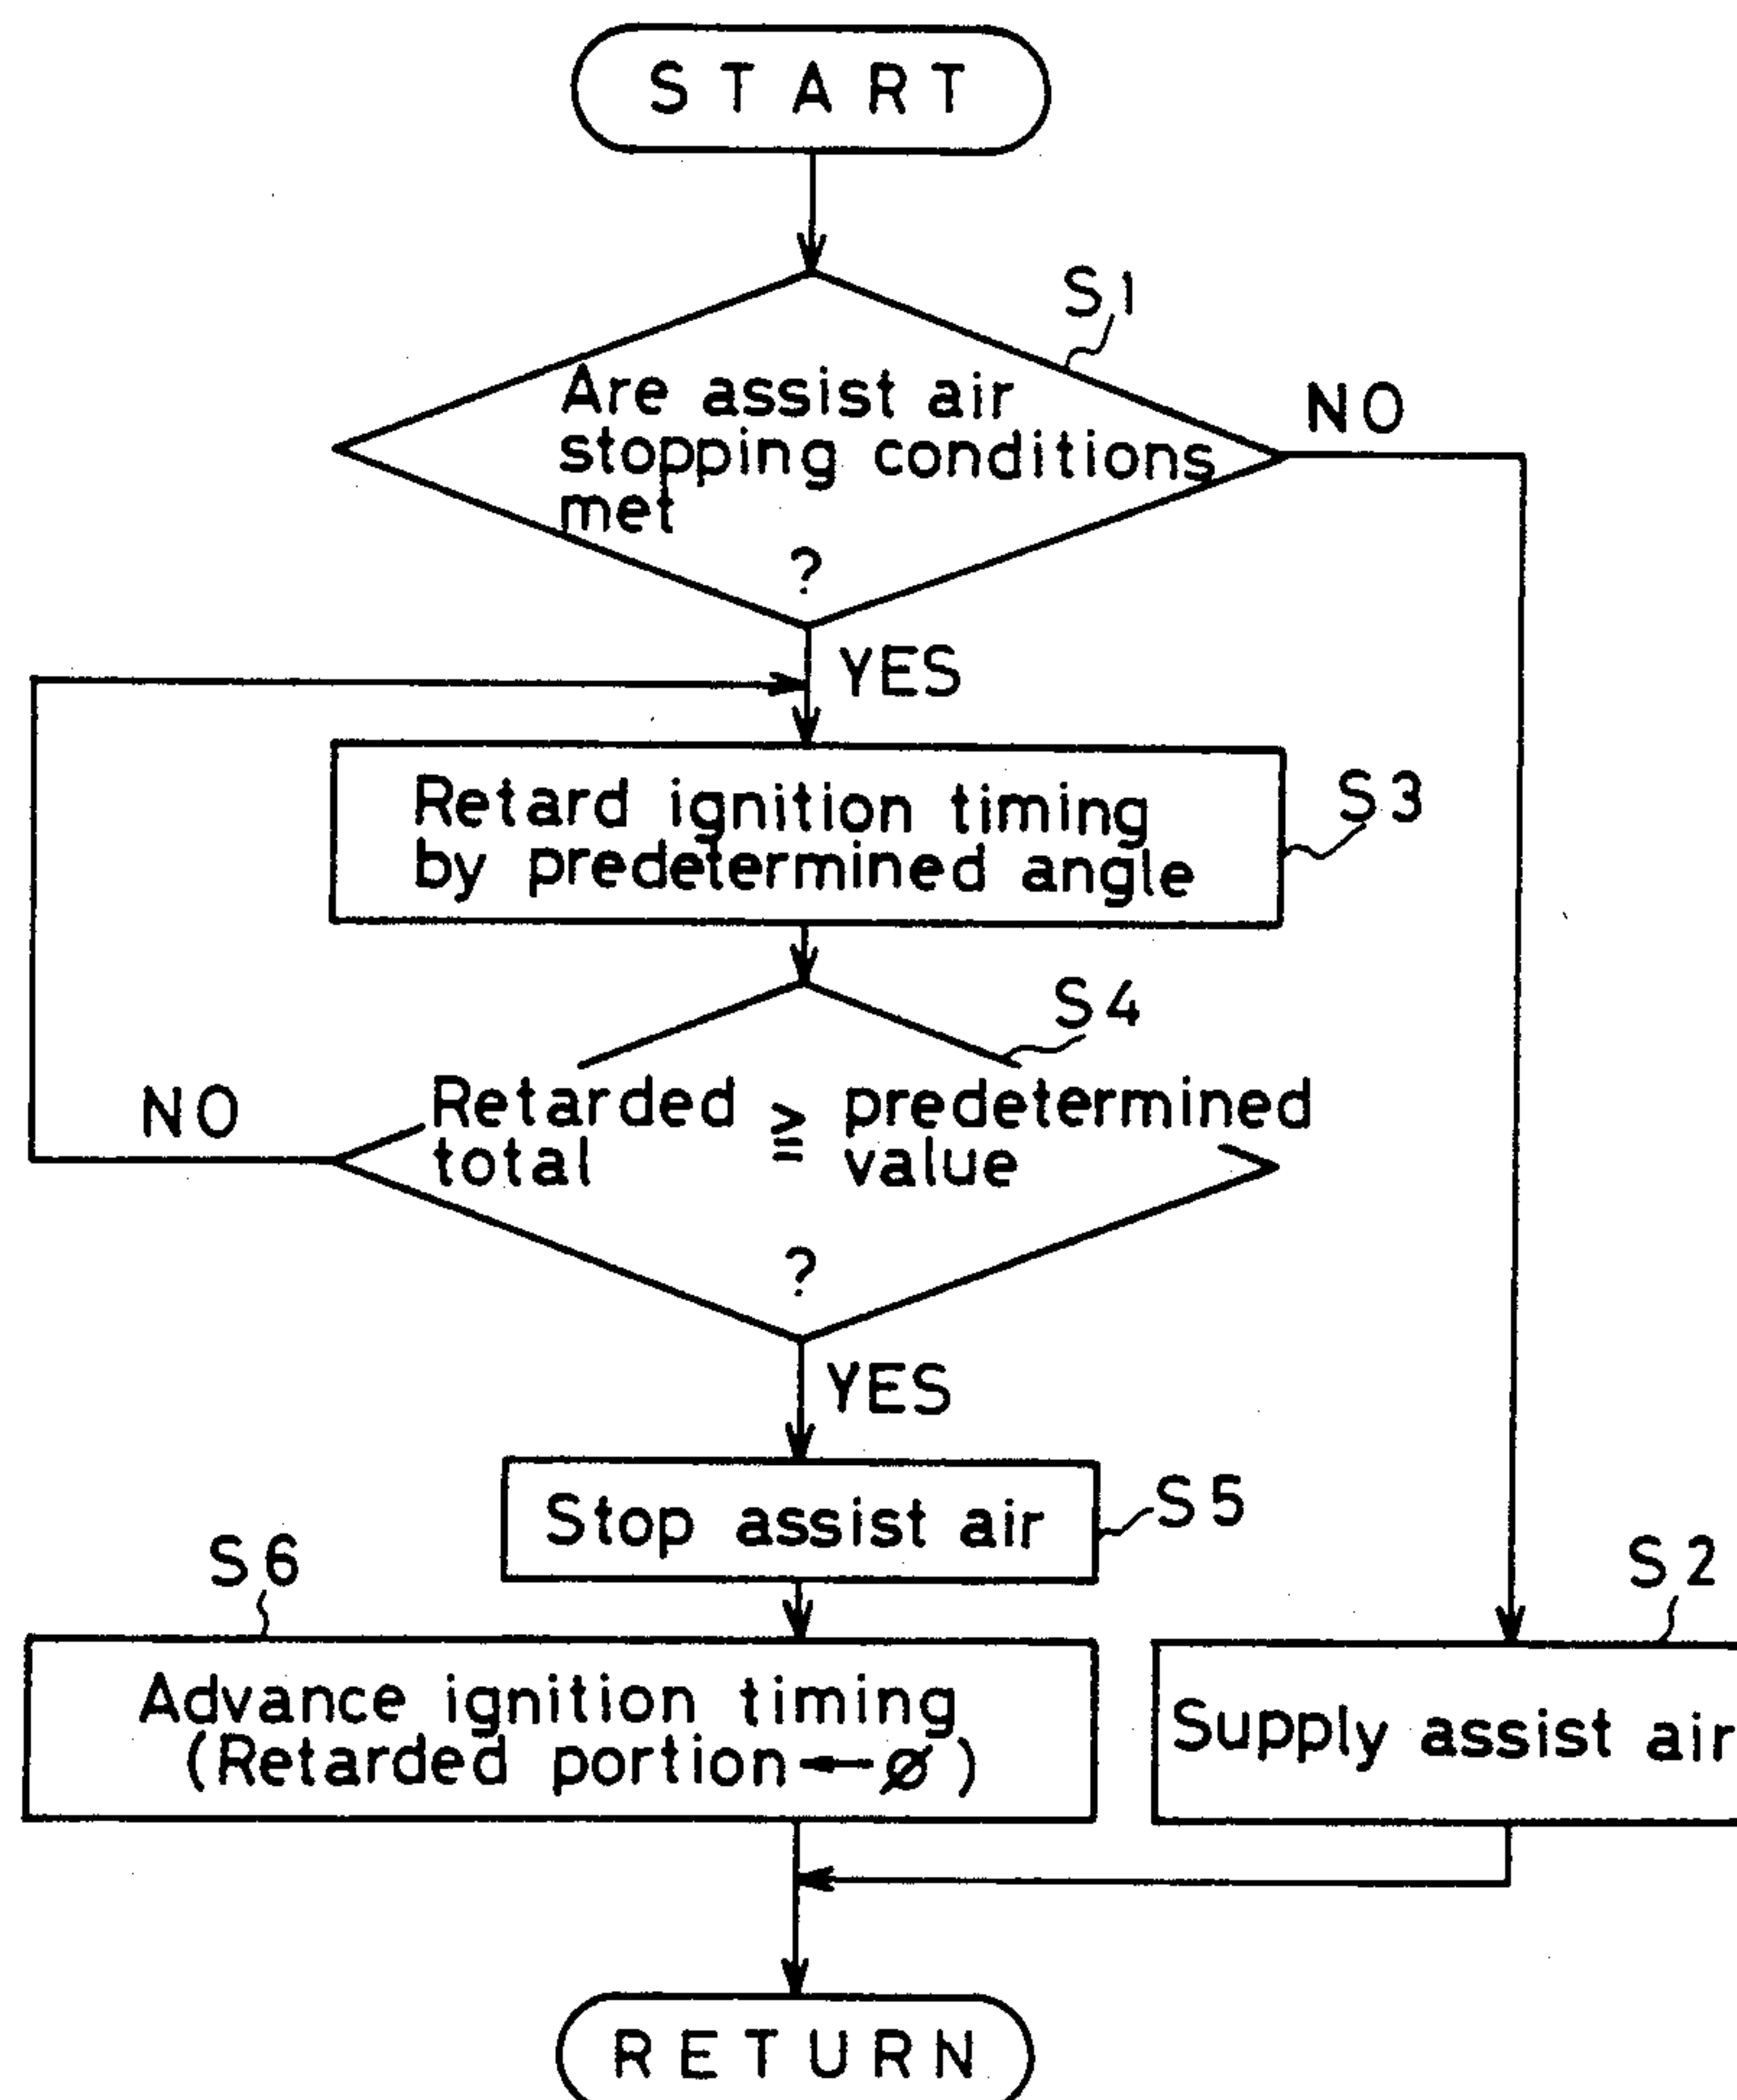 START
S1
Are assist air
stopping conditions
met
?
NO
YES
Retard ignition timing
by predetermined angle
S3
S4
Retarded ≧ predetermined
total value
?
NO
YES
Stop assist air
S5
S6
Advance ignition timing
(Retarded portion←ø)
S2
Supply assist air
RETURN